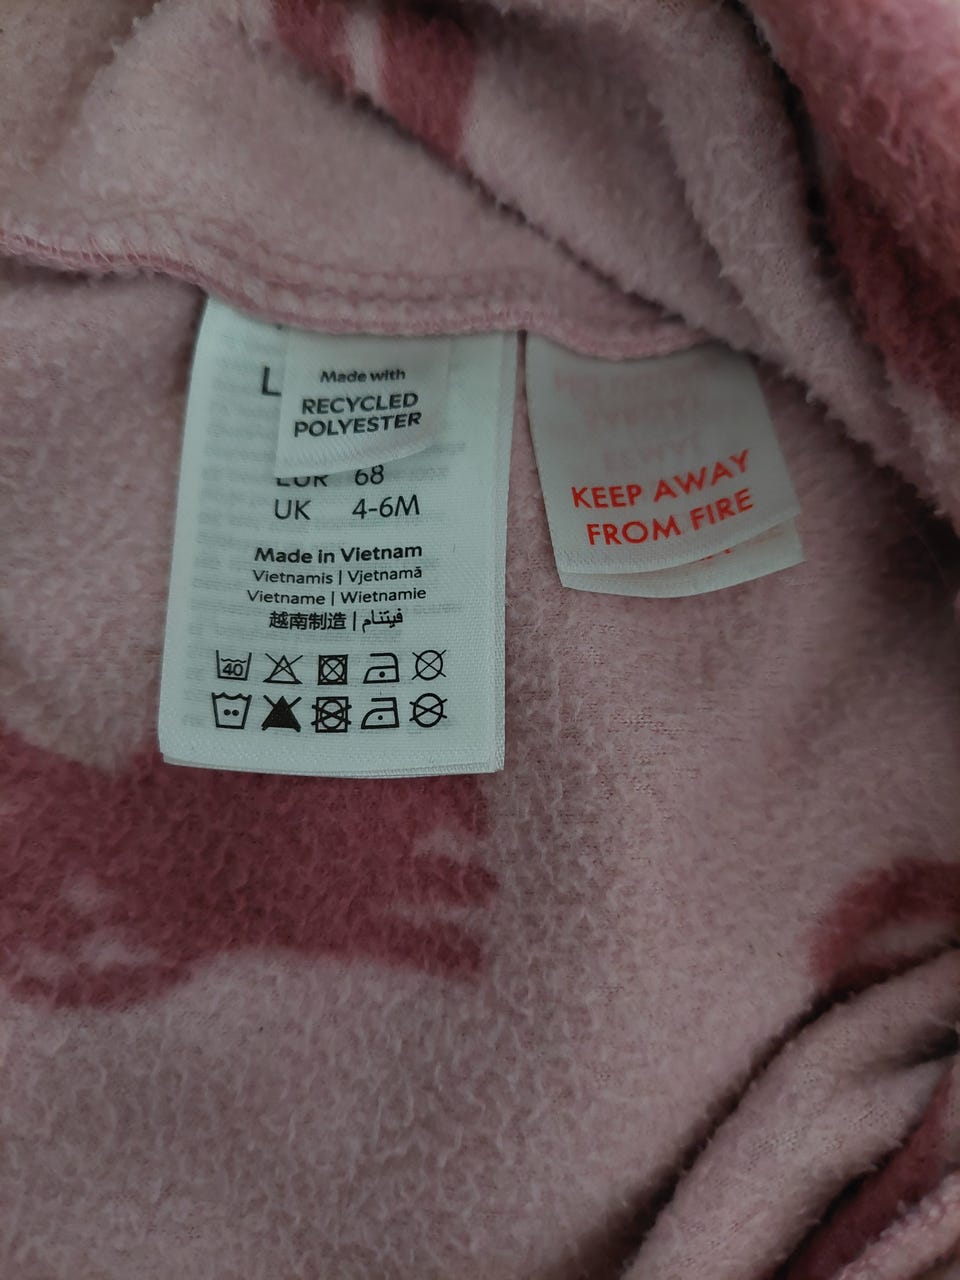 L
Made with
RECYCLED
POLYESTER
EUR 68
UK 4-6M
Made in Vietnam
Vietnamis | Vjetnamā
Vietname | Wietnamie
越南制造 | فيتنام
40
KEEP AWAY
FROM FIRE